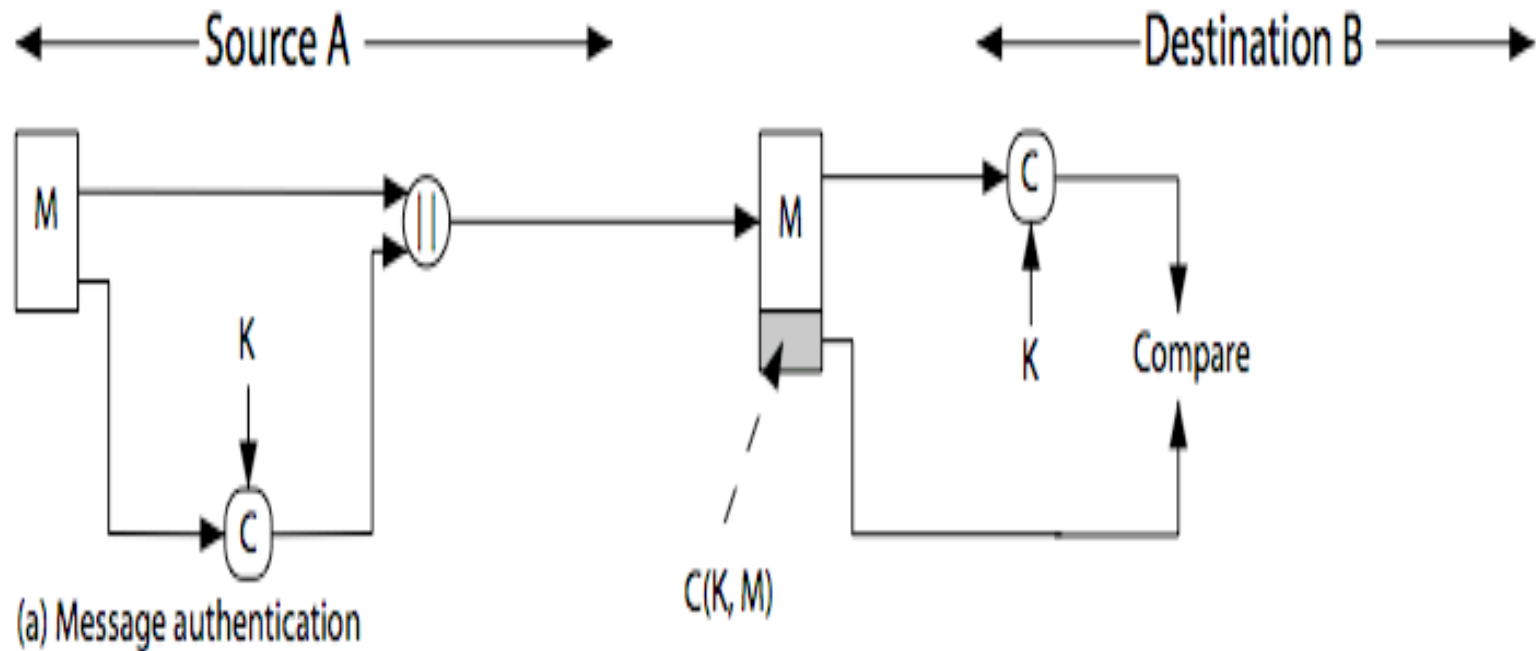 Source A
Destination B
M
||
M
C
K
K
Compare
C
C(K, M)
(a) Message authentication